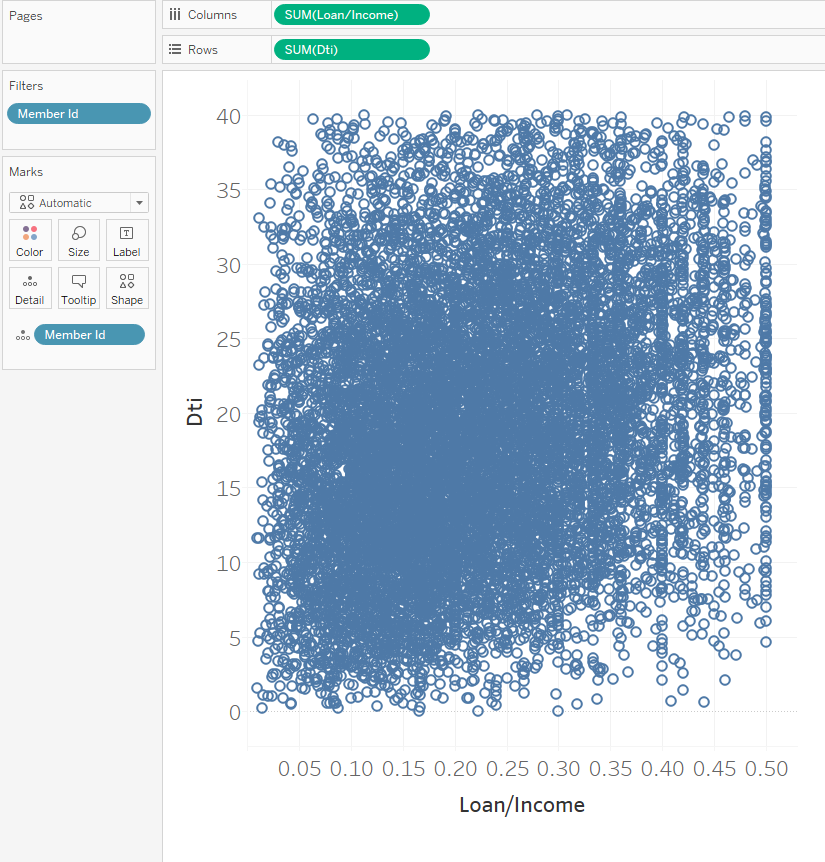 Pages
Columns
SUM(Loan/Income)
Rows
SUM(Dti)
Filters
Member Id
Marks
Automatic
Color Size Label
Detail Tooltip Shape
Member Id
40
35
30
25
20
15
10
5
0
Dti
0.05 0.10 0.15 0.20 0.25 0.30 0.35 0.40 0.45 0.50
Loan/Income